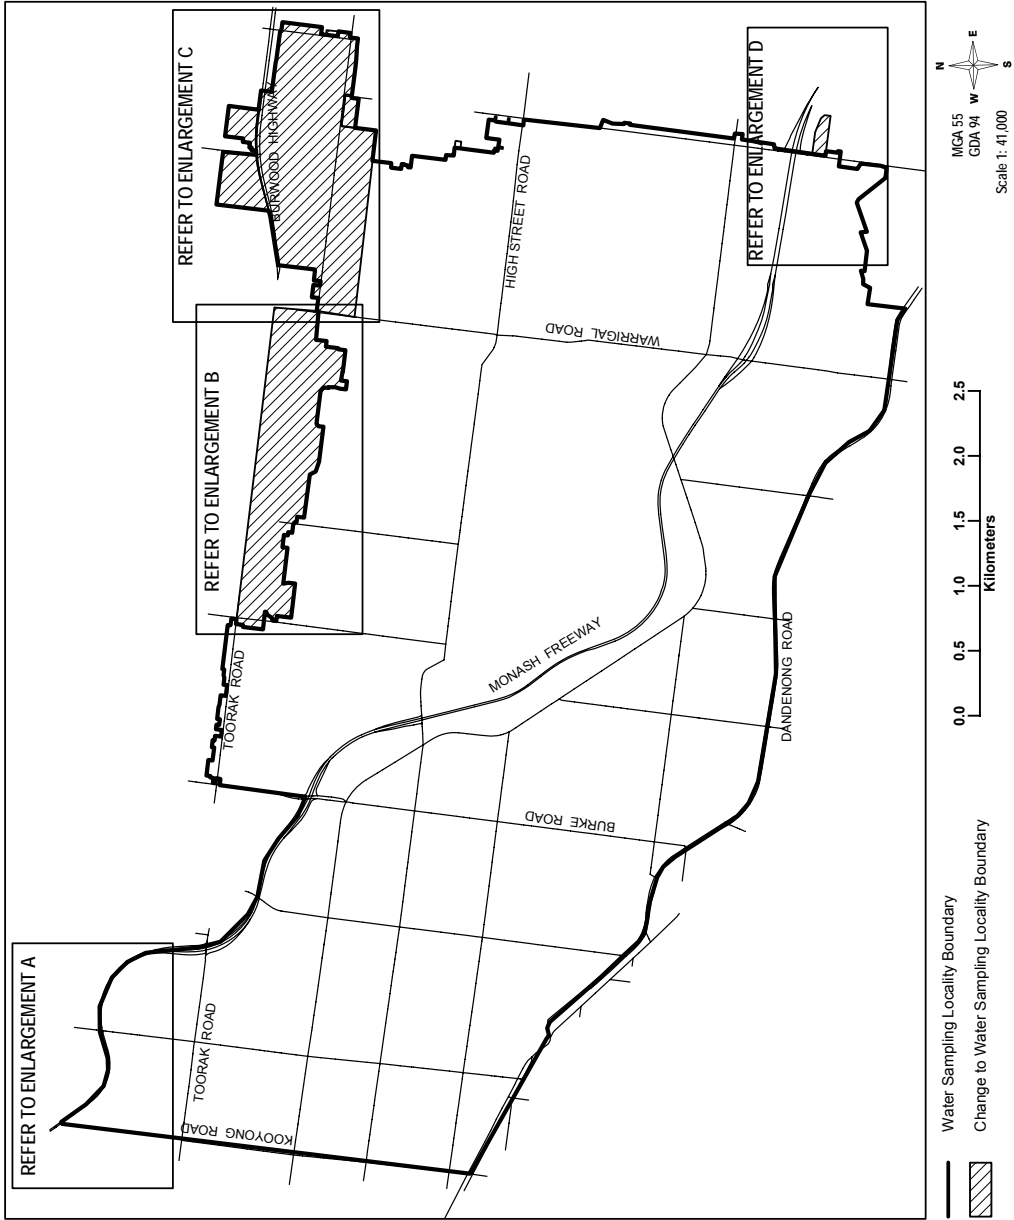 REFER TO ENLARGEMENT A
REFER TO ENLARGEMENT B
REFER TO ENLARGEMENT C
REFER TO ENLARGEMENT D
BURWOOD HIGHWAY
HIGH STREET ROAD
WARRIGAL ROAD
TOORAK ROAD
MONASH FREEWAY
DANDENONG ROAD
BURKE ROAD
TOORAK ROAD
KOOYONG ROAD
N
E
S
W
MGA 55
GDA 94
Scale 1: 41,000
0.0 0.5 1.0 1.5 2.0 2.5
Kilometers
Water Sampling Locality Boundary
Change to Water Sampling Locality Boundary